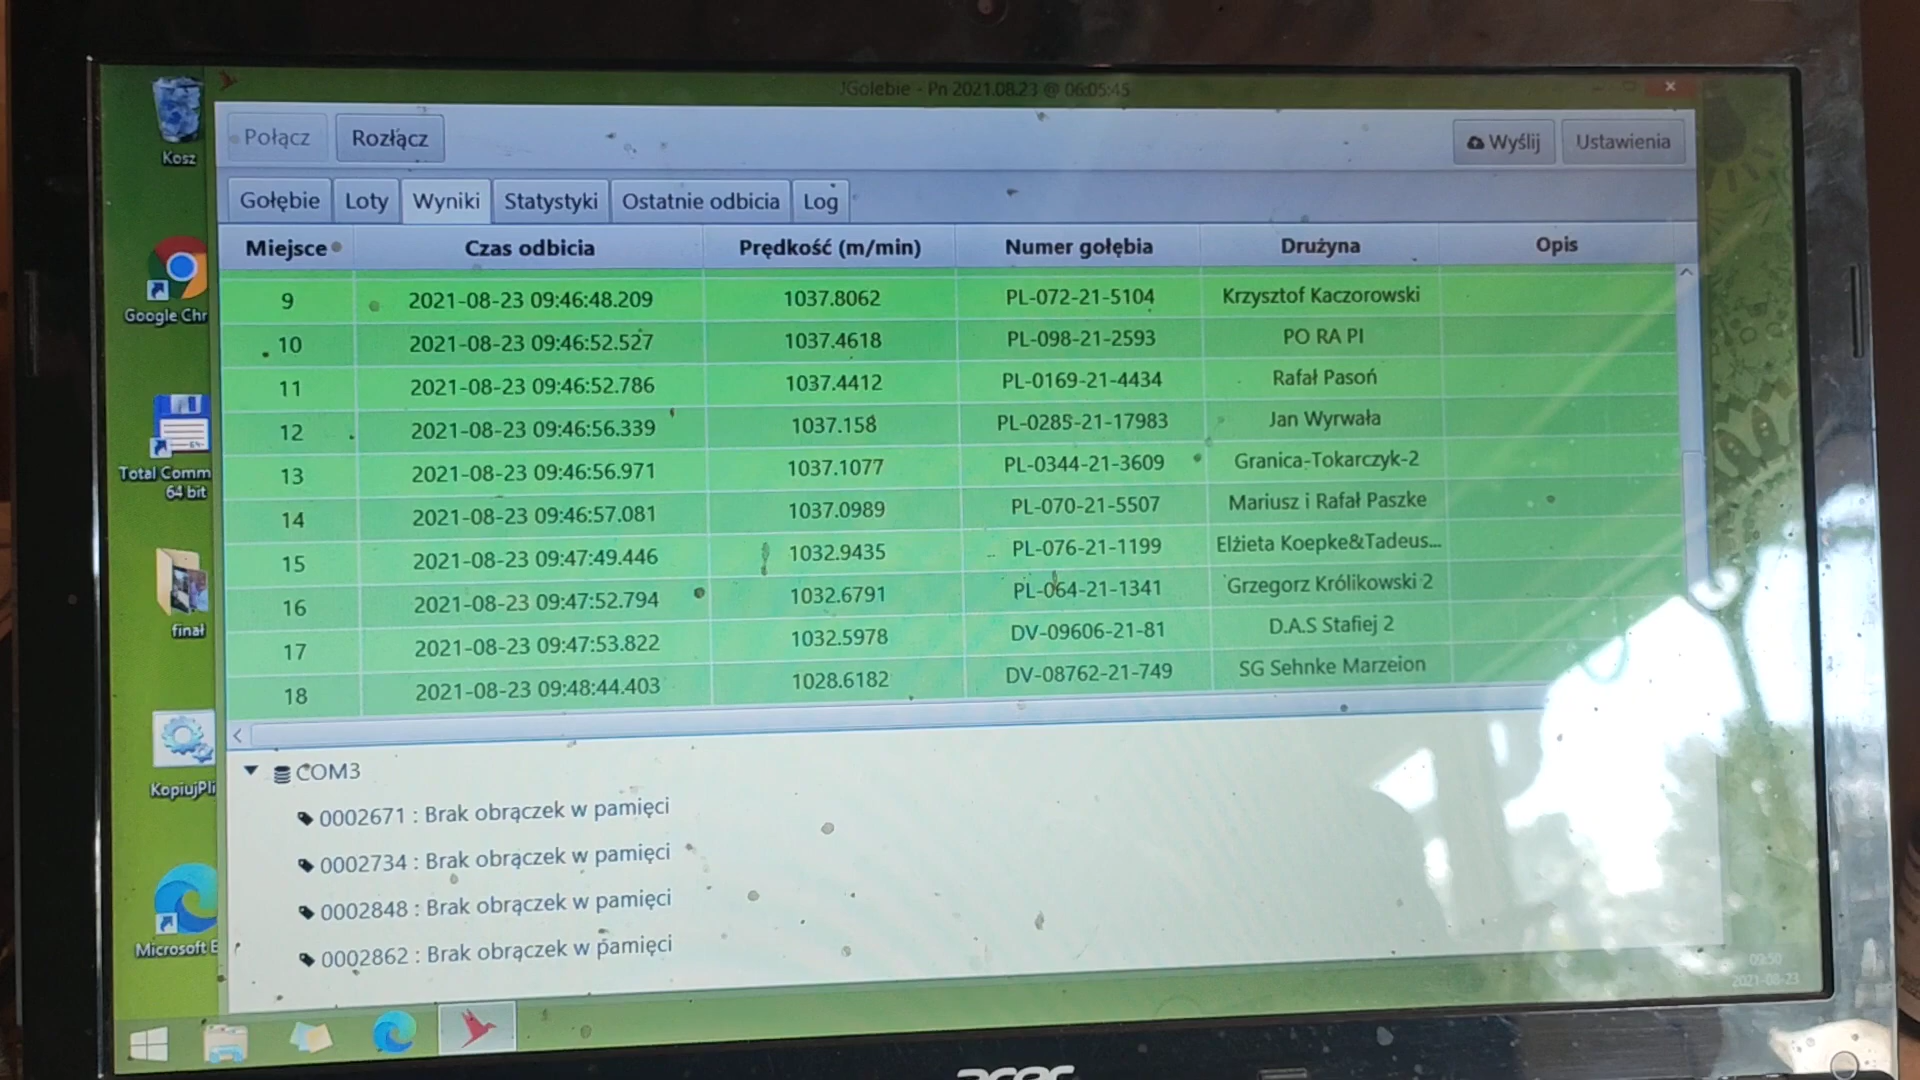 JGolebie - Pn 2021.08.23 @ 06:05:45
Kosz
Połącz Rozłącz Wyślij Ustawienia
Gołębie Loty Wyniki Statystyki Ostatnie odbicia Log
Miejsce Czas odbicia Prędkość (m/min) Numer gołębia Drużyna Opis
9 2021-08-23 09:46:48.209 1037.8062 PL-072-21-5104 Krzysztof Kaczorowski
10 2021-08-23 09:46:52.527 1037.4618 PL-098-21-2593 PO RA PI
11 2021-08-23 09:46:52.786 1037.4412 PL-0169-21-4434 Rafał Pasoń
12 2021-08-23 09:46:56.339 1037.158 PL-0285-21-17983 Jan Wyrwała
13 2021-08-23 09:46:56.971 1037.1077 PL-0344-21-3609 Granica-Tokarczyk-2
14 2021-08-23 09:46:57.081 1037.0989 PL-070-21-5507 Mariusz i Rafał Paszke
15 2021-08-23 09:47:49.446 1032.9435 PL-076-21-1199 Elżieta Koepke&Tadeus...
16 2021-08-23 09:47:52.794 1032.6791 PL-064-21-1341 Grzegorz Królikowski 2
17 2021-08-23 09:47:53.822 1032.5978 DV-09606-21-81 D.A.S Stafiej 2
18 2021-08-23 09:48:44.403 1028.6182 DV-08762-21-749 SG Sehnke Marzeion
Google Chr
Total Comm
64 bit
finał
KopiujPli
Microsoft E
COM3
0002671 : Brak obrączek w pamięci
0002734 : Brak obrączek w pamięci
0002848 : Brak obrączek w pamięci
0002862 : Brak obrączek w pamięci
09:50
2021-08-23
acer